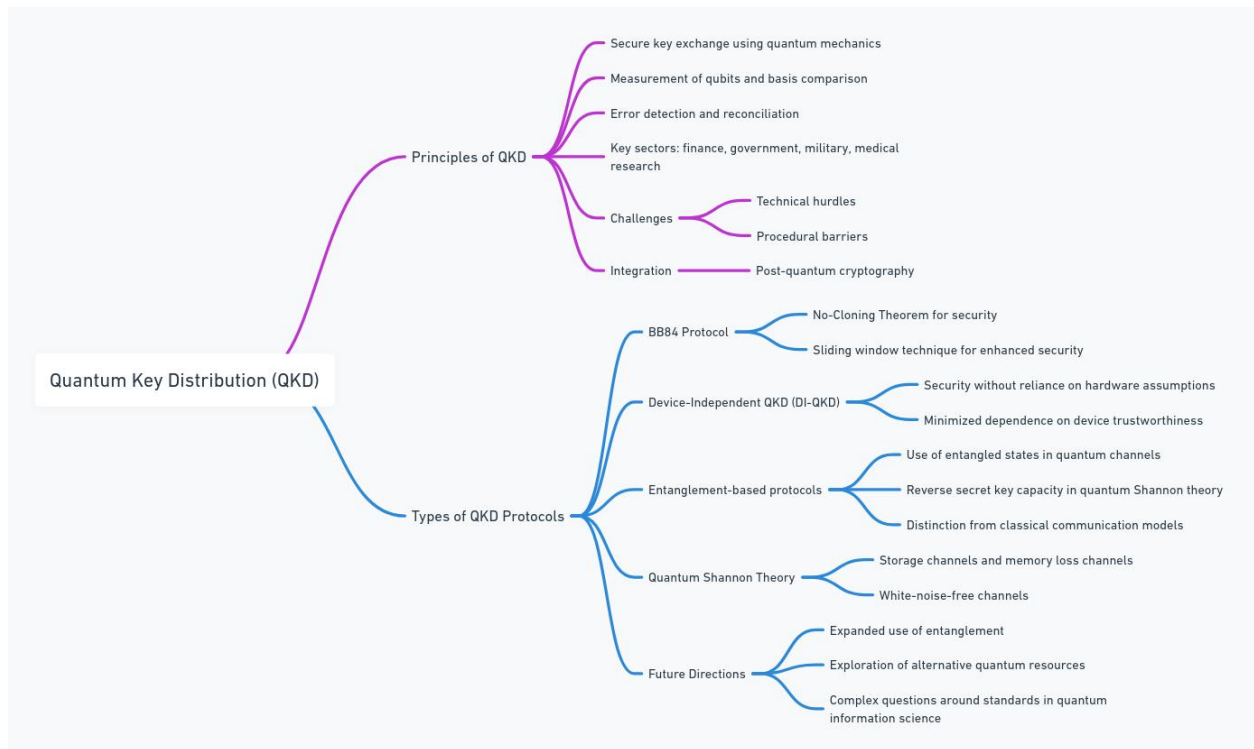 Quantum Key Distribution (QKD)
Principles of QKD
Secure key exchange using quantum mechanics
Measurement of qubits and basis comparison
Error detection and reconciliation
Key sectors: finance, government, military, medical
research
Challenges
Technical hurdles
Procedural barriers
Integration
Post-quantum cryptography
Types of QKD Protocols
BB84 Protocol
No-Cloning Theorem for security
Sliding window technique for enhanced security
Device-Independent QKD (DI-QKD)
Security without reliance on hardware assumptions
Minimized dependence on device trustworthiness
Entanglement-based protocols
Use of entangled states in quantum channels
Reverse secret key capacity in quantum Shannon theory
Distinction from classical communication models
Quantum Shannon Theory
Storage channels and memory loss channels
White-noise-free channels
Future Directions
Expanded use of entanglement
Exploration of alternative quantum resources
Complex questions around standards in quantum
information science